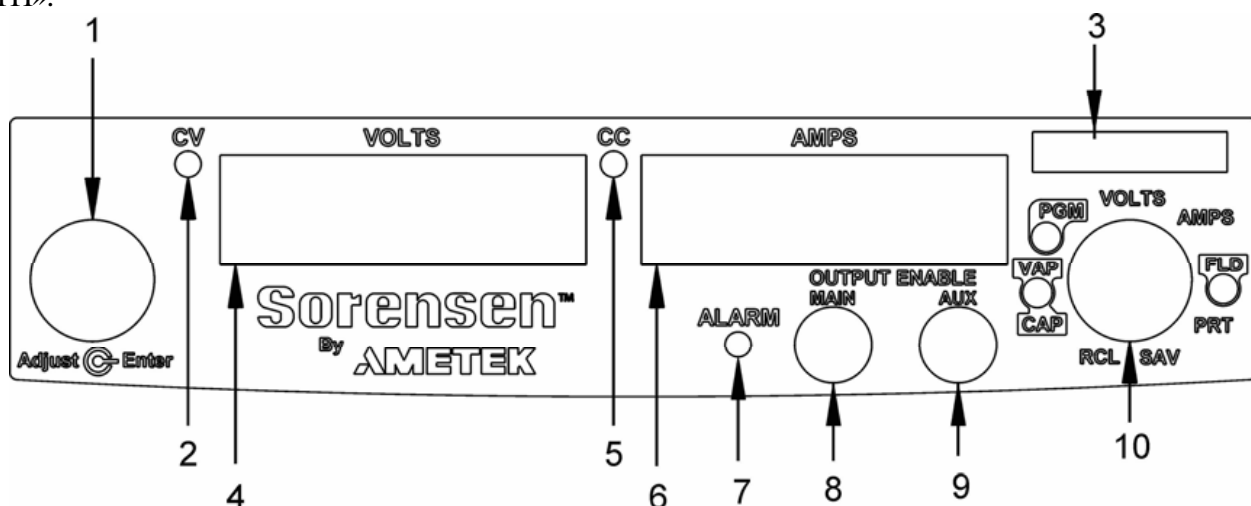 1
3
CV
VOLTS
CC
AMPS
VOLTS
PGM
AMPS
VAP
FLD
OUTPUT ENABLE
MAIN
AUX
Sorensen™
ALARM
CAP
PRT
By
AMETEK
Adjust Enter
RCL
SAV
2
4
5
6
7
8
9
10